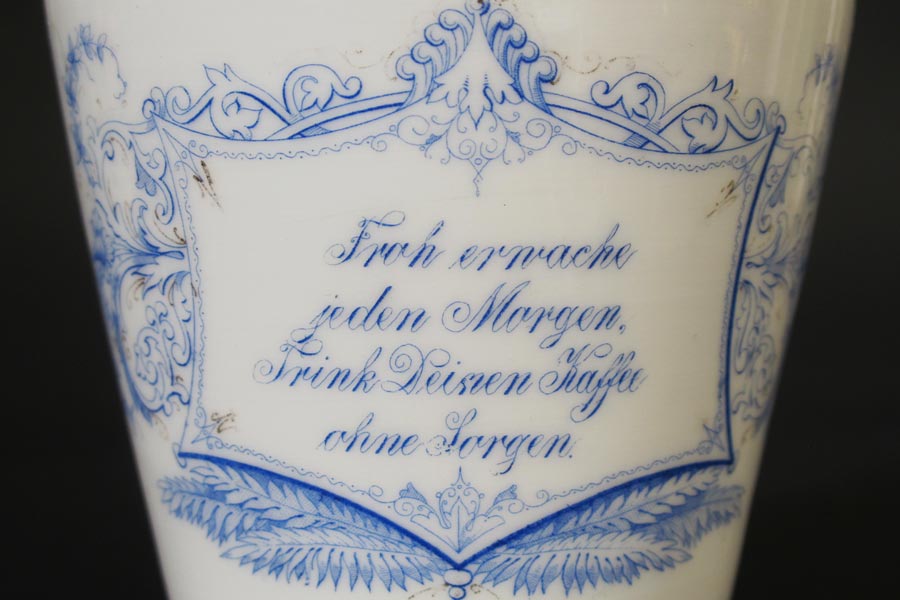 Froh erwache
jeden Morgen,
Trink Deinen Kaffee
ohne Sorgen.